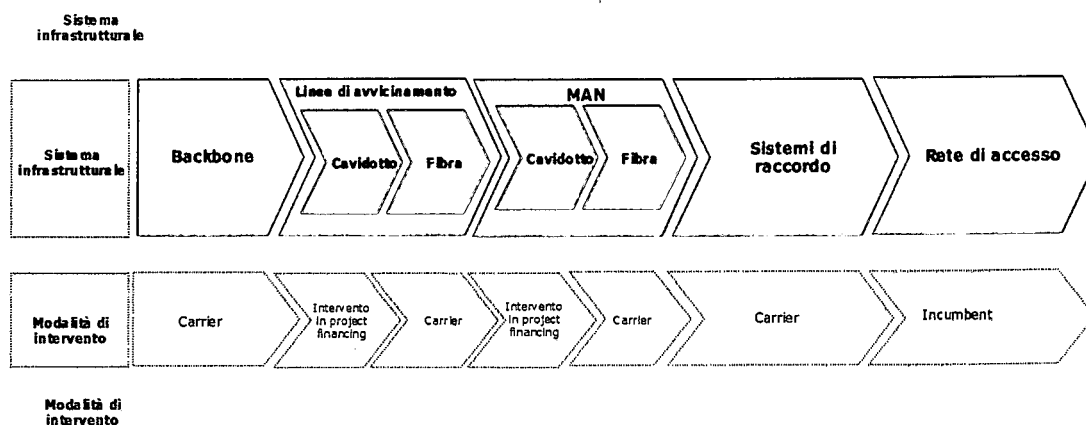 Sistema
infrastrutturale
Sistema
infrastrutturale
Backbone
Linee di avvicinamento
Cavidotto
Fibra
MAN
Cavidotto
Fibra
Sistemi di
raccordo
Rete di accesso
Modalità di
intervento
Carrier
Intervento
in project
financing
Carrier
Intervento
in project
financing
Carrier
Carrier
Incumbent
Modalità di
intervento